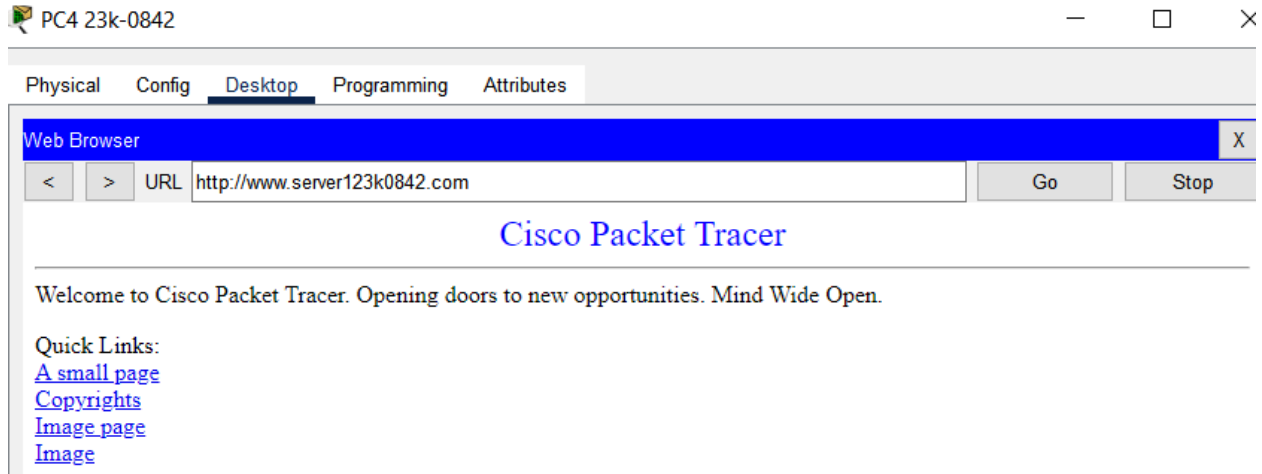 PC4 23k-0842
Physical Config Desktop Programming Attributes
Web Browser X
< > URL http://www.server123k0842.com Go Stop
Cisco Packet Tracer
Welcome to Cisco Packet Tracer. Opening doors to new opportunities. Mind Wide Open.
Quick Links:
A small page
Copyrights
Image page
Image